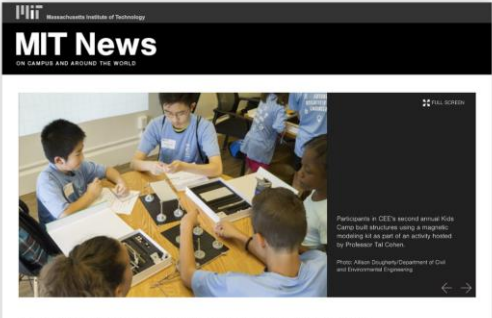 MiT Massachusetts Institute of Technology
MIT News
ON CAMPUS AND AROUND THE WORLD
FULL SCREEN
Participants in CEE's second annual Kids
Camp built structures using a magnetic
modeling kit as part of an activity hosted
by Professor Tal Cohen.
Photo: Allison Dougherty/Department of Civil
and Environmental Engineering